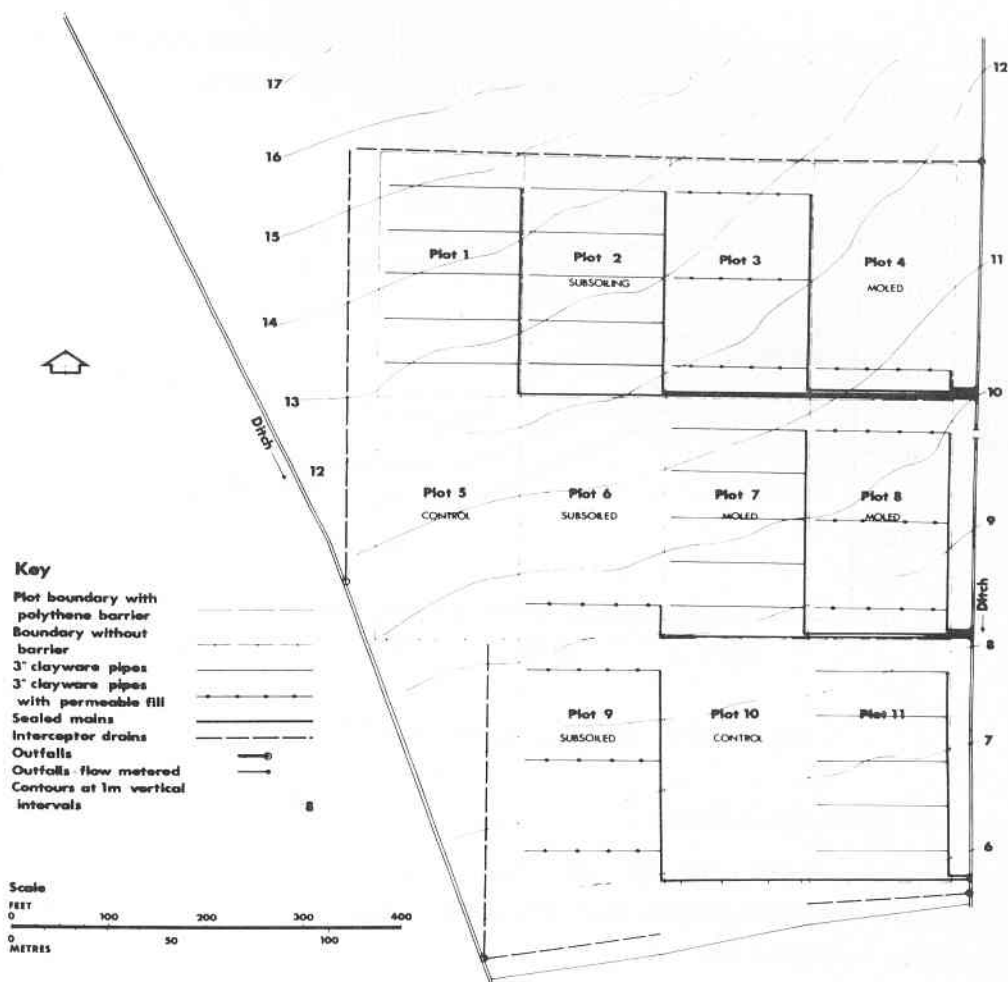 17
12
16
15
Plot 1
Plot 2
SUBSOILING
Plot 3
Plot 4
MOLED
11
14
13
10
Ditch
12
Plot 5
CONTROL
Plot 6
SUBSOILED
Plot 7
MOLED
Plot 8
MOLED
9
Ditch
8
Plot 9
SUBSOILED
Plot 10
CONTROL
Plot 11
7
6
Key
Plot boundary with
polythene barrier
Boundary without
barrier
3" clayware pipes
3" clayware pipes
with permeable fill
Sealed mains
Interceptor drains
Outfalls
Outfalls flow metered
Contours at 1m vertical
intervals 8
Scale
FEET
0 100 200 300 400
0 50 100
METRES